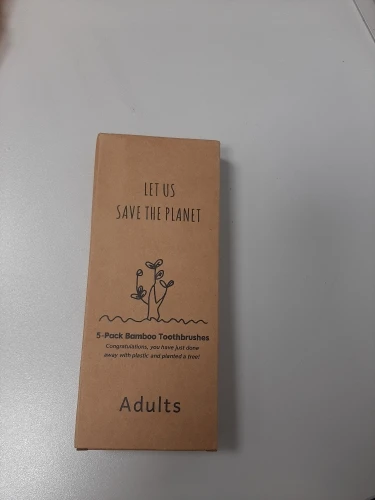 LET US
SAVE THE PLANET
5-Pack Bamboo Toothbrushes
Congratulations, you have just done
away with plastic and planted a tree!
Adults